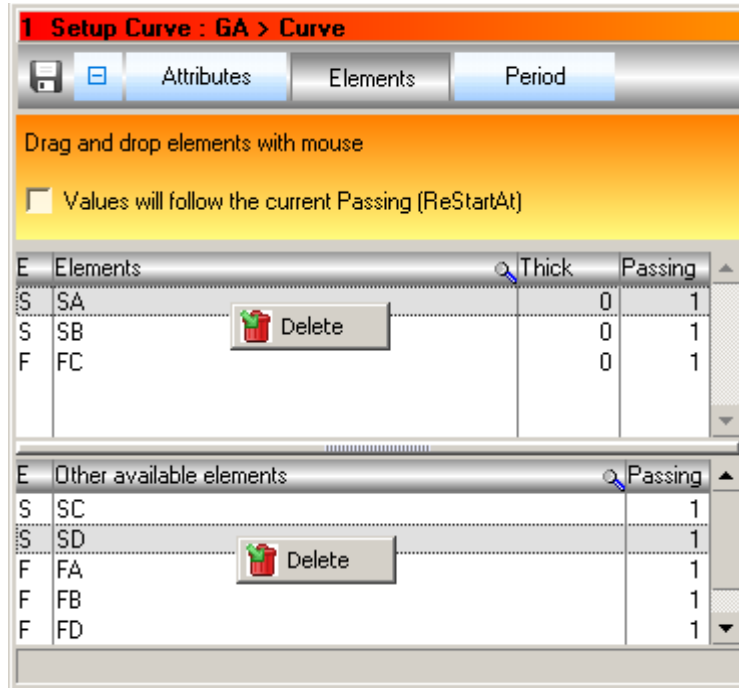 1 Setup Curve : GA > Curve
Attributes Elements Period
Drag and drop elements with mouse
Values will follow the current Passing (ReStartAt)
E Elements Thick Passing
S SA 0 1
S SB 0 1
Delete
F FC 0 1
E Other available elements Passing
S SC 1
S SD 1
Delete
F FA 1
F FB 1
F FD 1